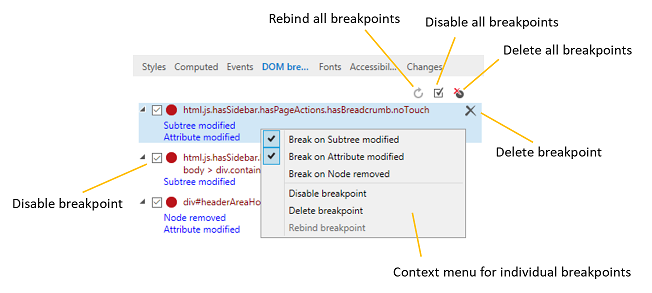 Rebind all breakpoints
Disable all breakpoints
Delete all breakpoints
Styles Computed Events DOM bre... Fonts Accessibil... Changes
html.js.hasSidebar.hasPageActions.hasBreadcrumb.noTouch
Subtree modified
Attribute modified
Delete breakpoint
Break on Subtree modified
Break on Attribute modified
Break on Node removed
Disable breakpoint
Delete breakpoint
Rebind breakpoint
html.js.hasSidebar.
body > div.contain
Subtree modified
Disable breakpoint
div#headerAreaHo
Node removed
Attribute modified
Context menu for individual breakpoints